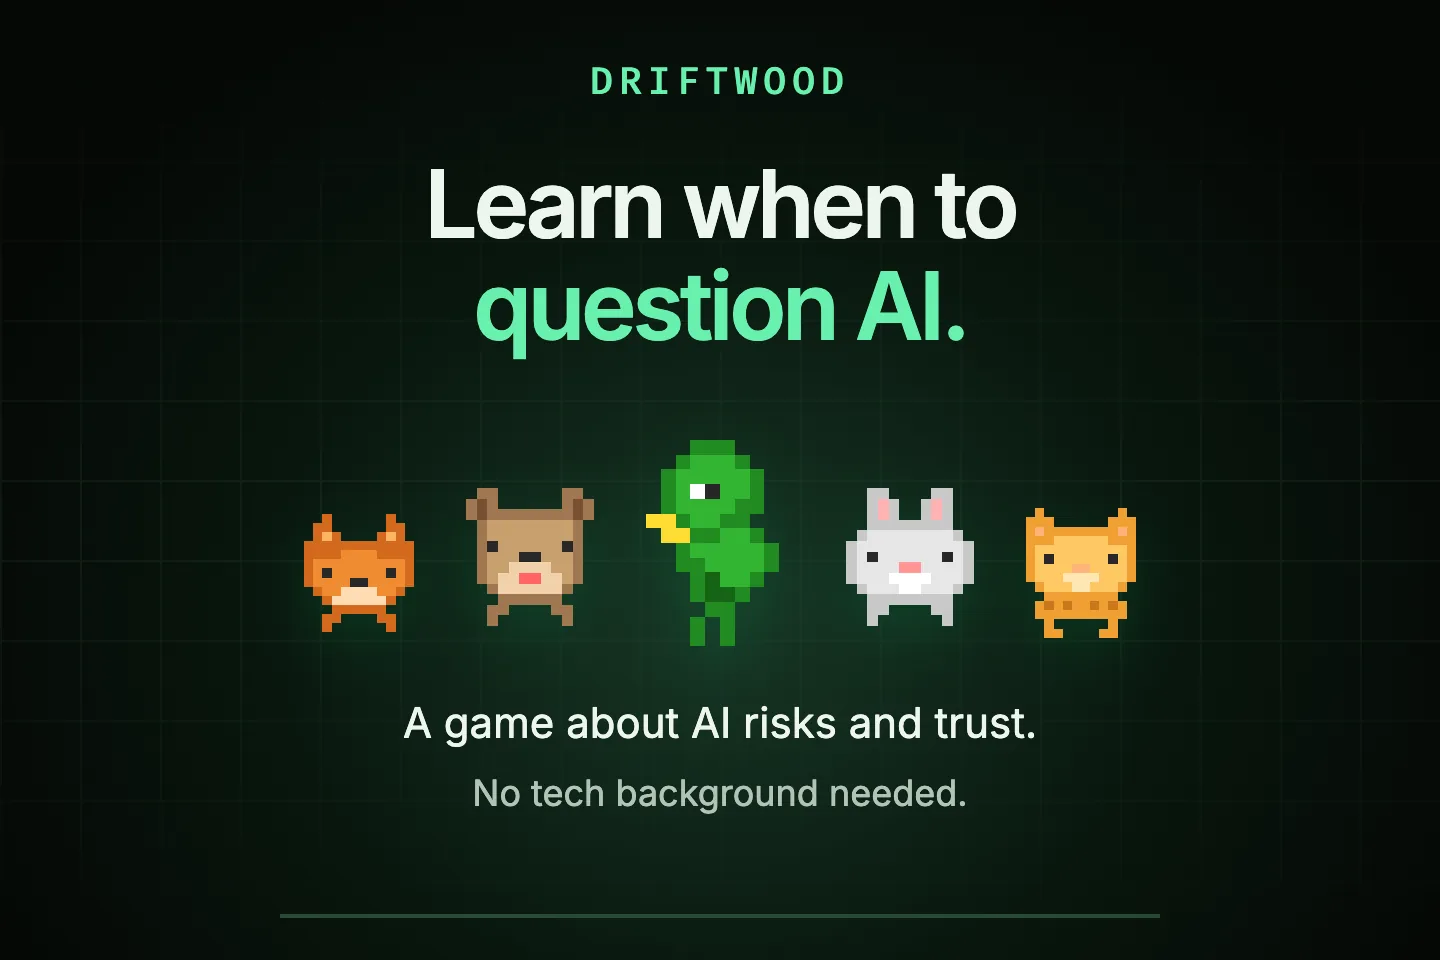 DRIFTWOOD
Learn when to
question AI.
A game about AI risks and trust.
No tech background needed.